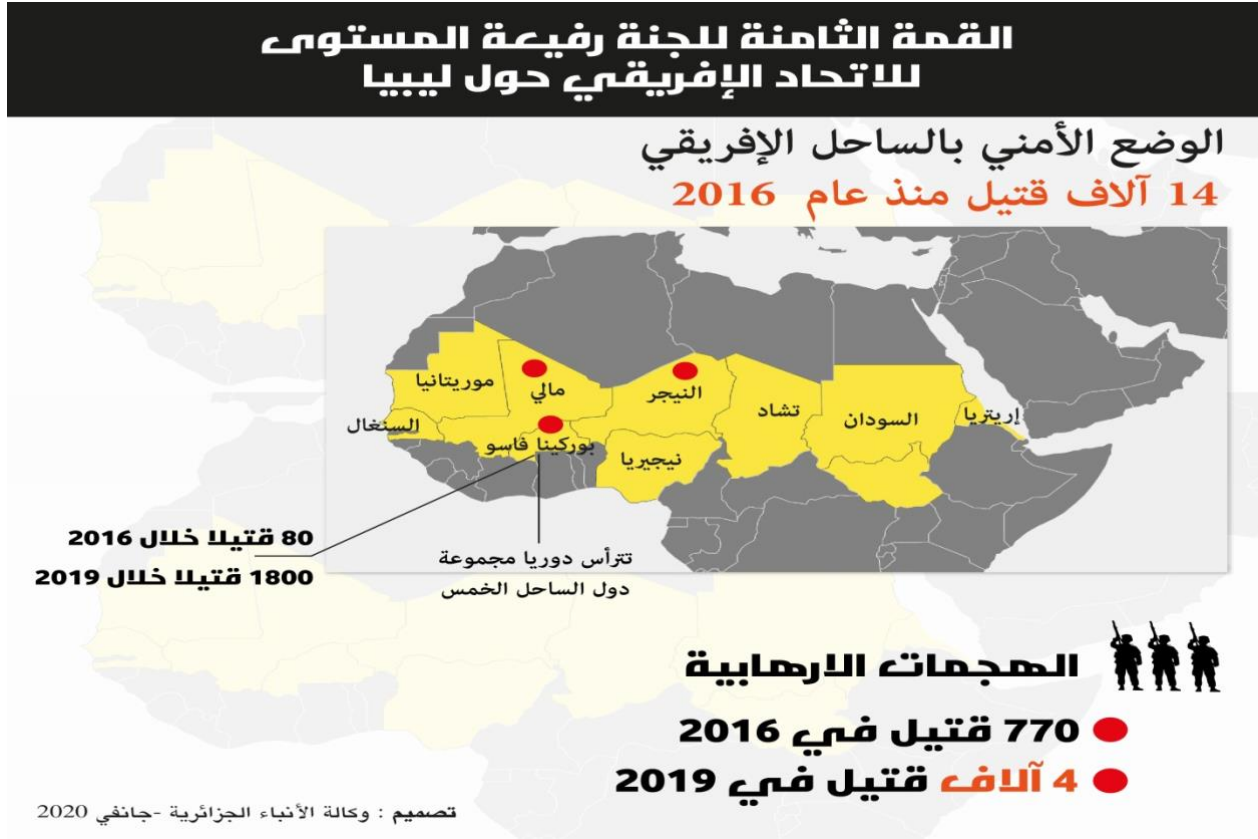 القمة الثامنة للجنة رفيعة المستوى
للاتحاد الإفريقي حول ليبيا
الوضع الأمني بالساحل الإفريقي
14 آلاف قتيل منذ عام 2016
موريتانيا
مالي
النيجر
تشاد
السودان
إريتريا
السنغال
بوركينا فاسو
نيجيريا
80 قتيلا خلال 2016
1800 قتيلا خلال 2019
تترأس دوريا مجموعة
دول الساحل الخمس
الهجمات الارهابية
770 قتيل في 2016
4 آلاف قتيل في 2019
تصميم : وكالة الأنباء الجزائرية -جانفي 2020